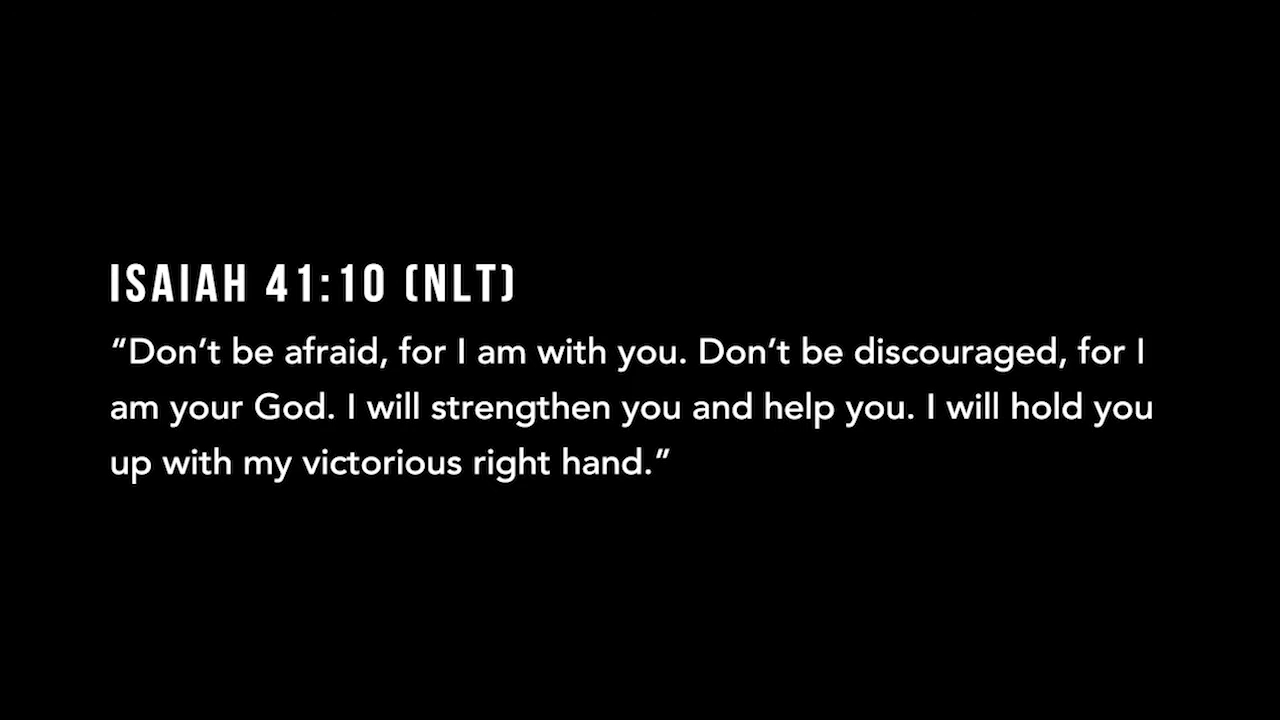 ISAIAH 41:10 (NLT)
“Don’t be afraid, for I am with you. Don’t be discouraged, for I
am your God. I will strengthen you and help you. I will hold you
up with my victorious right hand.”